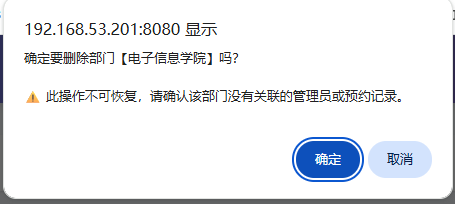 192.168.53.201:8080 显示
确定要删除部门【电子信息学院】吗?
⚠️ 此操作不可恢复，请确认该部门没有关联的管理员或预约记录。
确定
取消